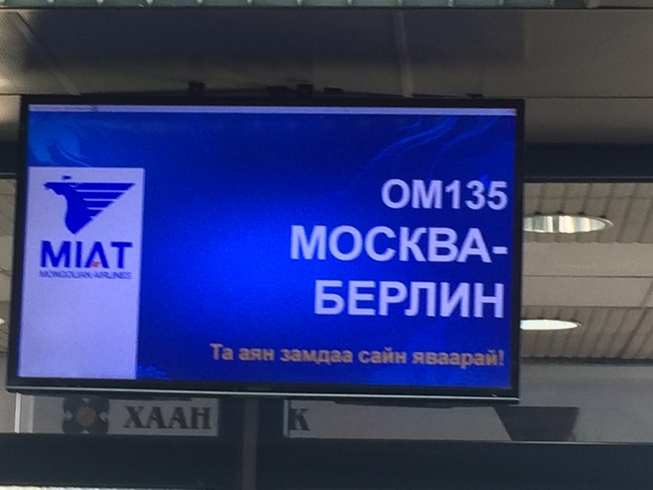 OM135
МОСКВА-
БЕРЛИН
MIAT
MONGOLIAN AIRLINES
Та аян замдаа сайн яваарай!
ХААН К